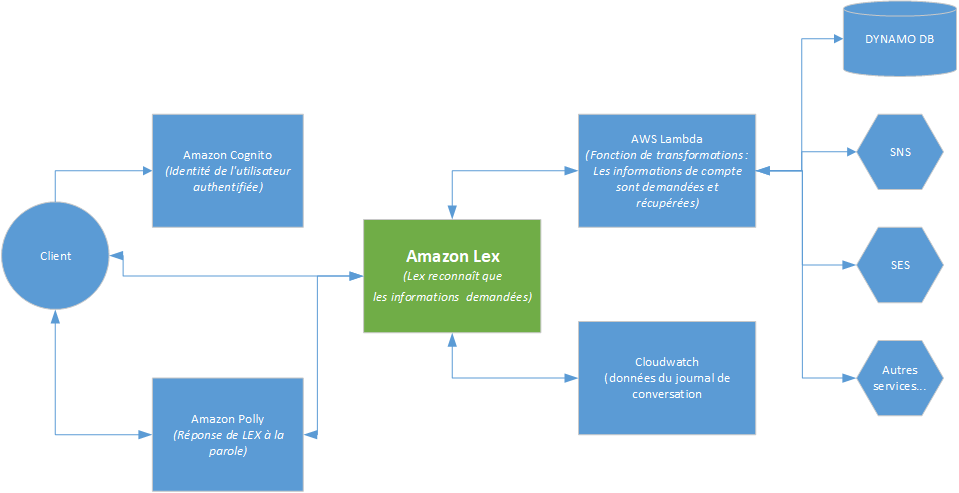 DYNAMO DB
Amazon Cognito
(Identité de l'utilisateur
authentifiée)
AWS Lambda
(Fonction de transformations :
Les informations de compte
sont demandées et
récupérées)
SNS
Client
Amazon Lex
(Lex reconnaît que
les informations demandées)
SES
Cloudwatch
(données du journal de
conversation
Autres
services...
Amazon Polly
(Réponse de LEX à la
parole)